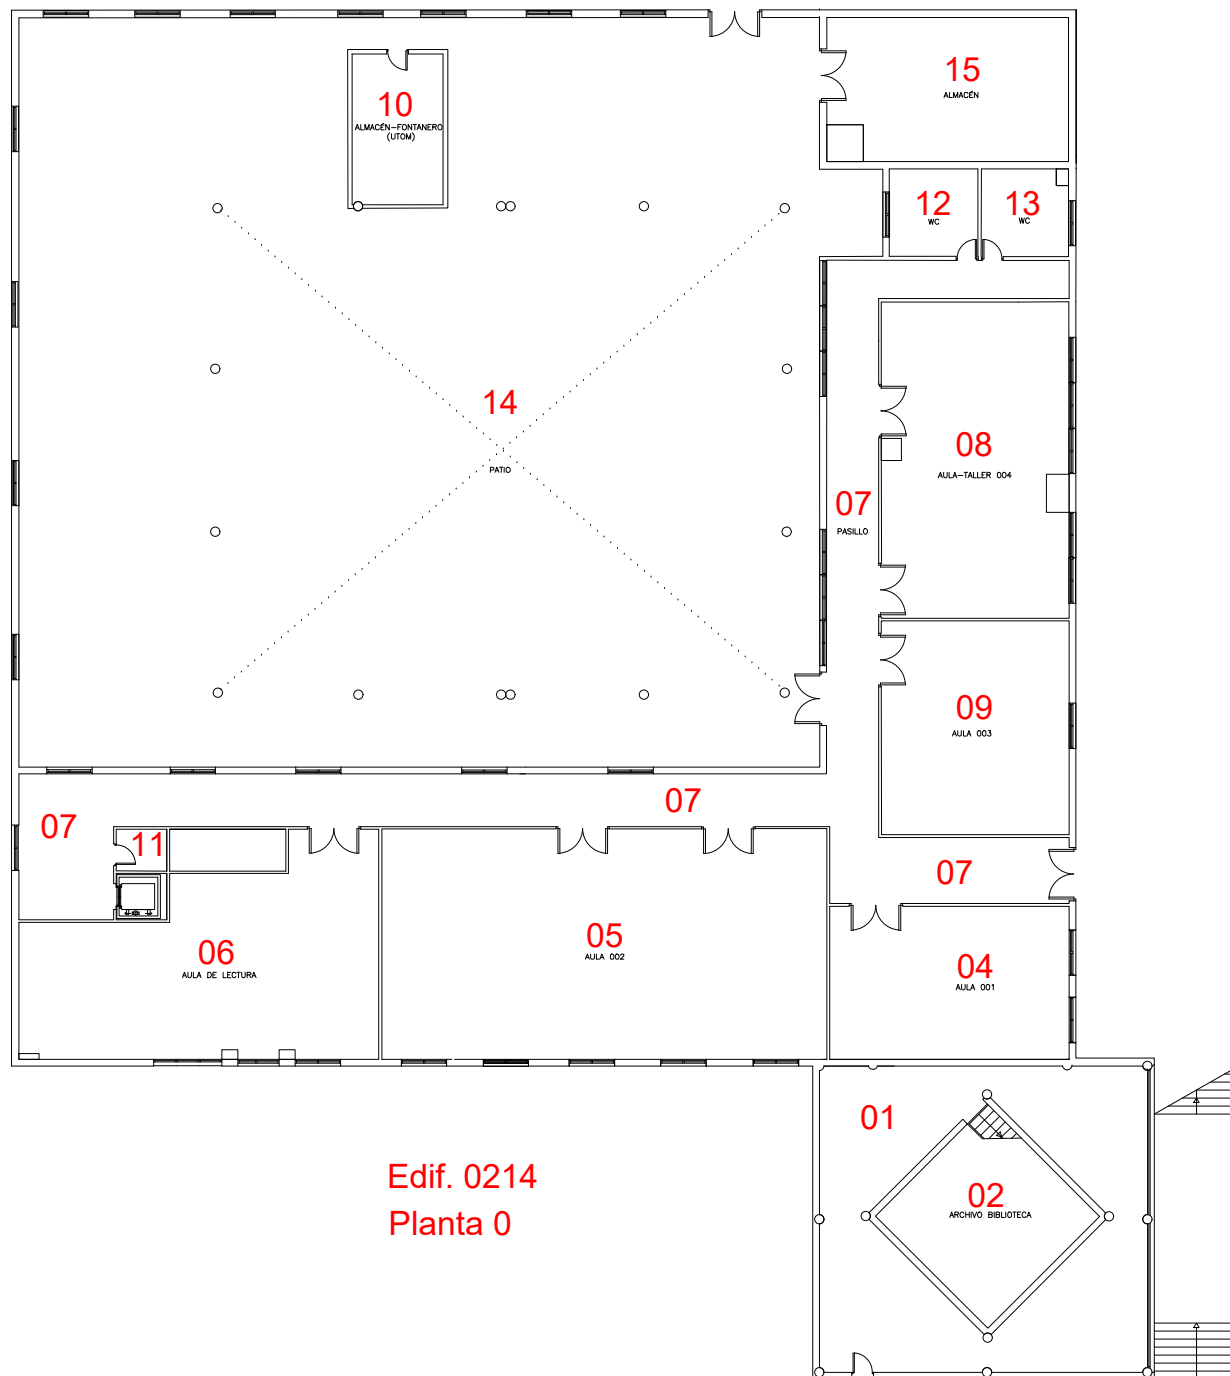 15
ALMACÉN
10
ALMACÉN-FONTANERO
(UTOM)
12
WC
13
WC
14
PATIO
08
AULA-TALLER 004
07
PASILLO
09
AULA 003
07
07
11
07
06
AULA DE LECTURA
05
AULA 002
04
AULA 001
01
02
ARCHIVO BIBLIOTECA
Edif. 0214
Planta 0